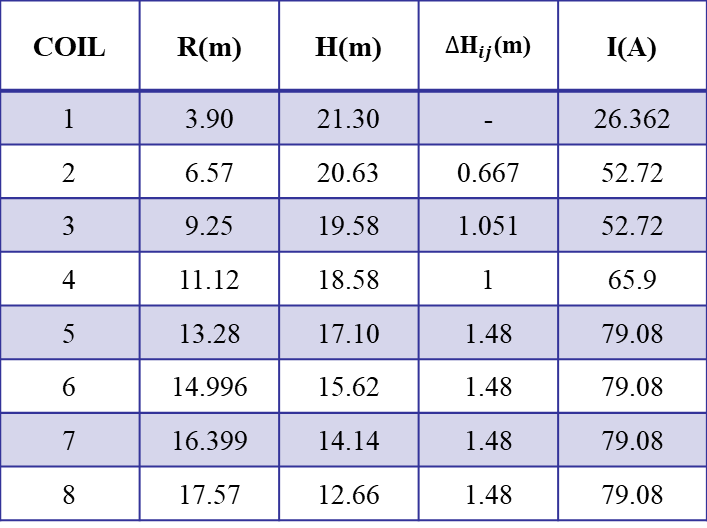 COIL R(m) H(m) ΔH𝑖𝑗(m) I(A)
1 3.90 21.30 - 26.362
2 6.57 20.63 0.667 52.72
3 9.25 19.58 1.051 52.72
4 11.12 18.58 1 65.9
5 13.28 17.10 1.48 79.08
6 14.996 15.62 1.48 79.08
7 16.399 14.14 1.48 79.08
8 17.57 12.66 1.48 79.08